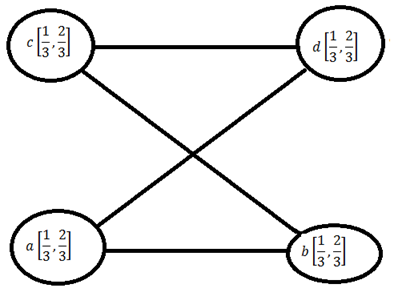 c [1/3, 2/3]
d [1/3, 2/3]
a [1/3, 2/3]
b [1/3, 2/3]